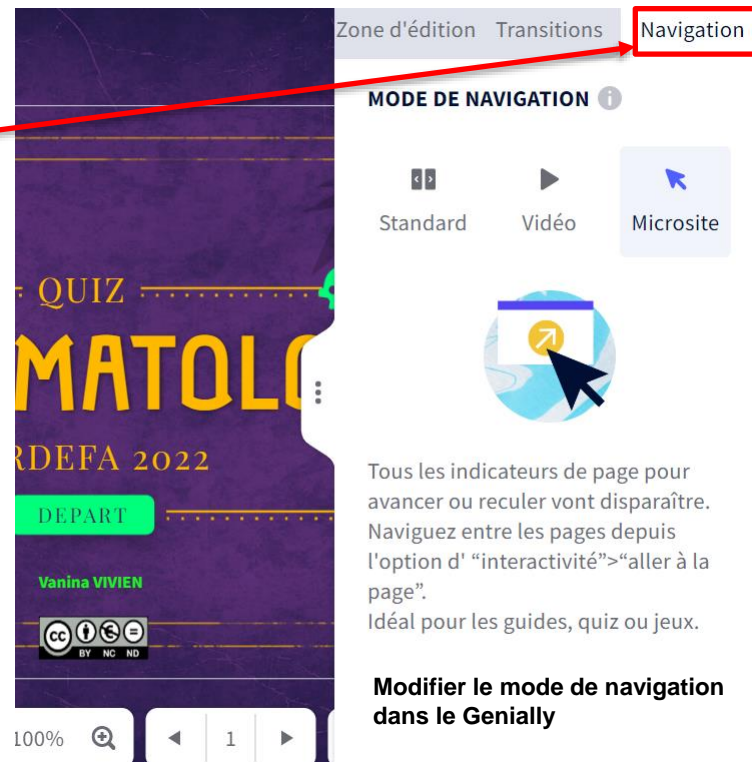 Zone d'édition Transitions Navigation
MODE DE NAVIGATION
Standard Vidéo Microsite
QUIZ
MATOLO
RDEFA 2022
DEPART
Vanina VIVIEN
cc
BY NC ND
100% 1
Tous les indicateurs de page pour
avancer ou reculer vont disparaître.
Naviguez entre les pages depuis
l'option d' “interactivité”>“aller à la
page”.
Idéal pour les guides, quiz ou jeux.
Modifier le mode de navigation
dans le Genially